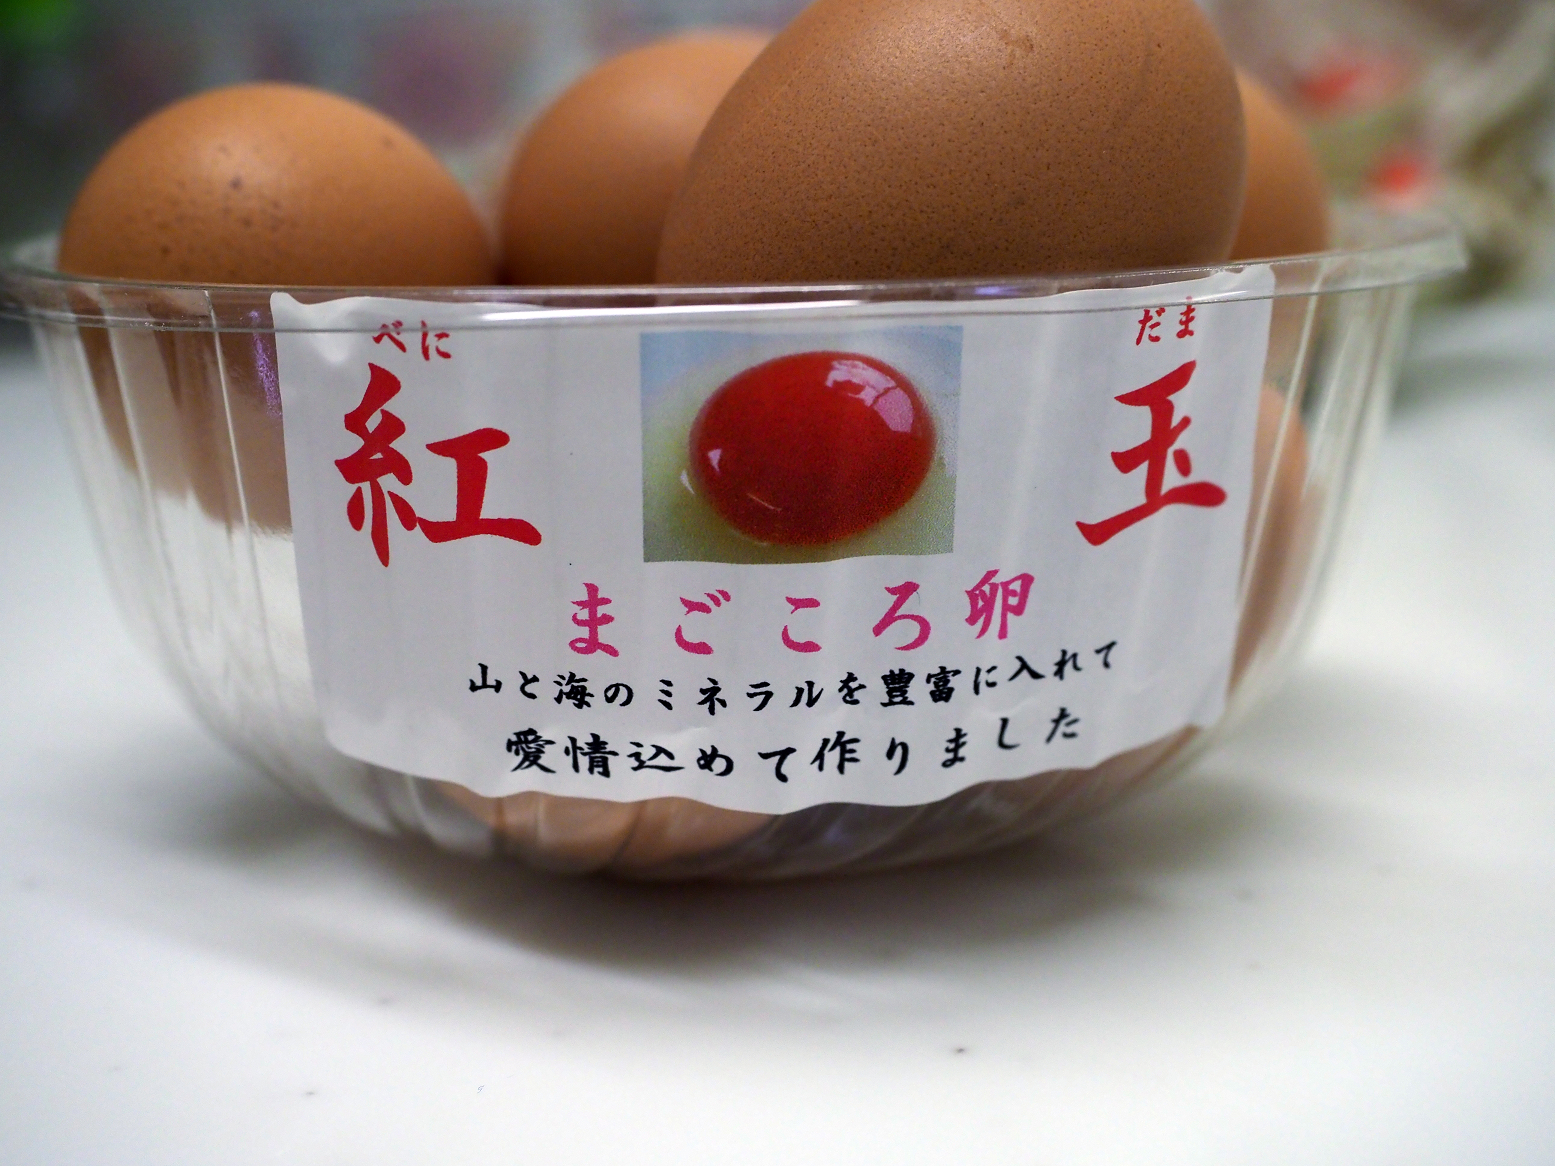 べに だま
紅 玉
まごころ卵
山と海のミネラルを豊富に入れて
愛情込めて作りました